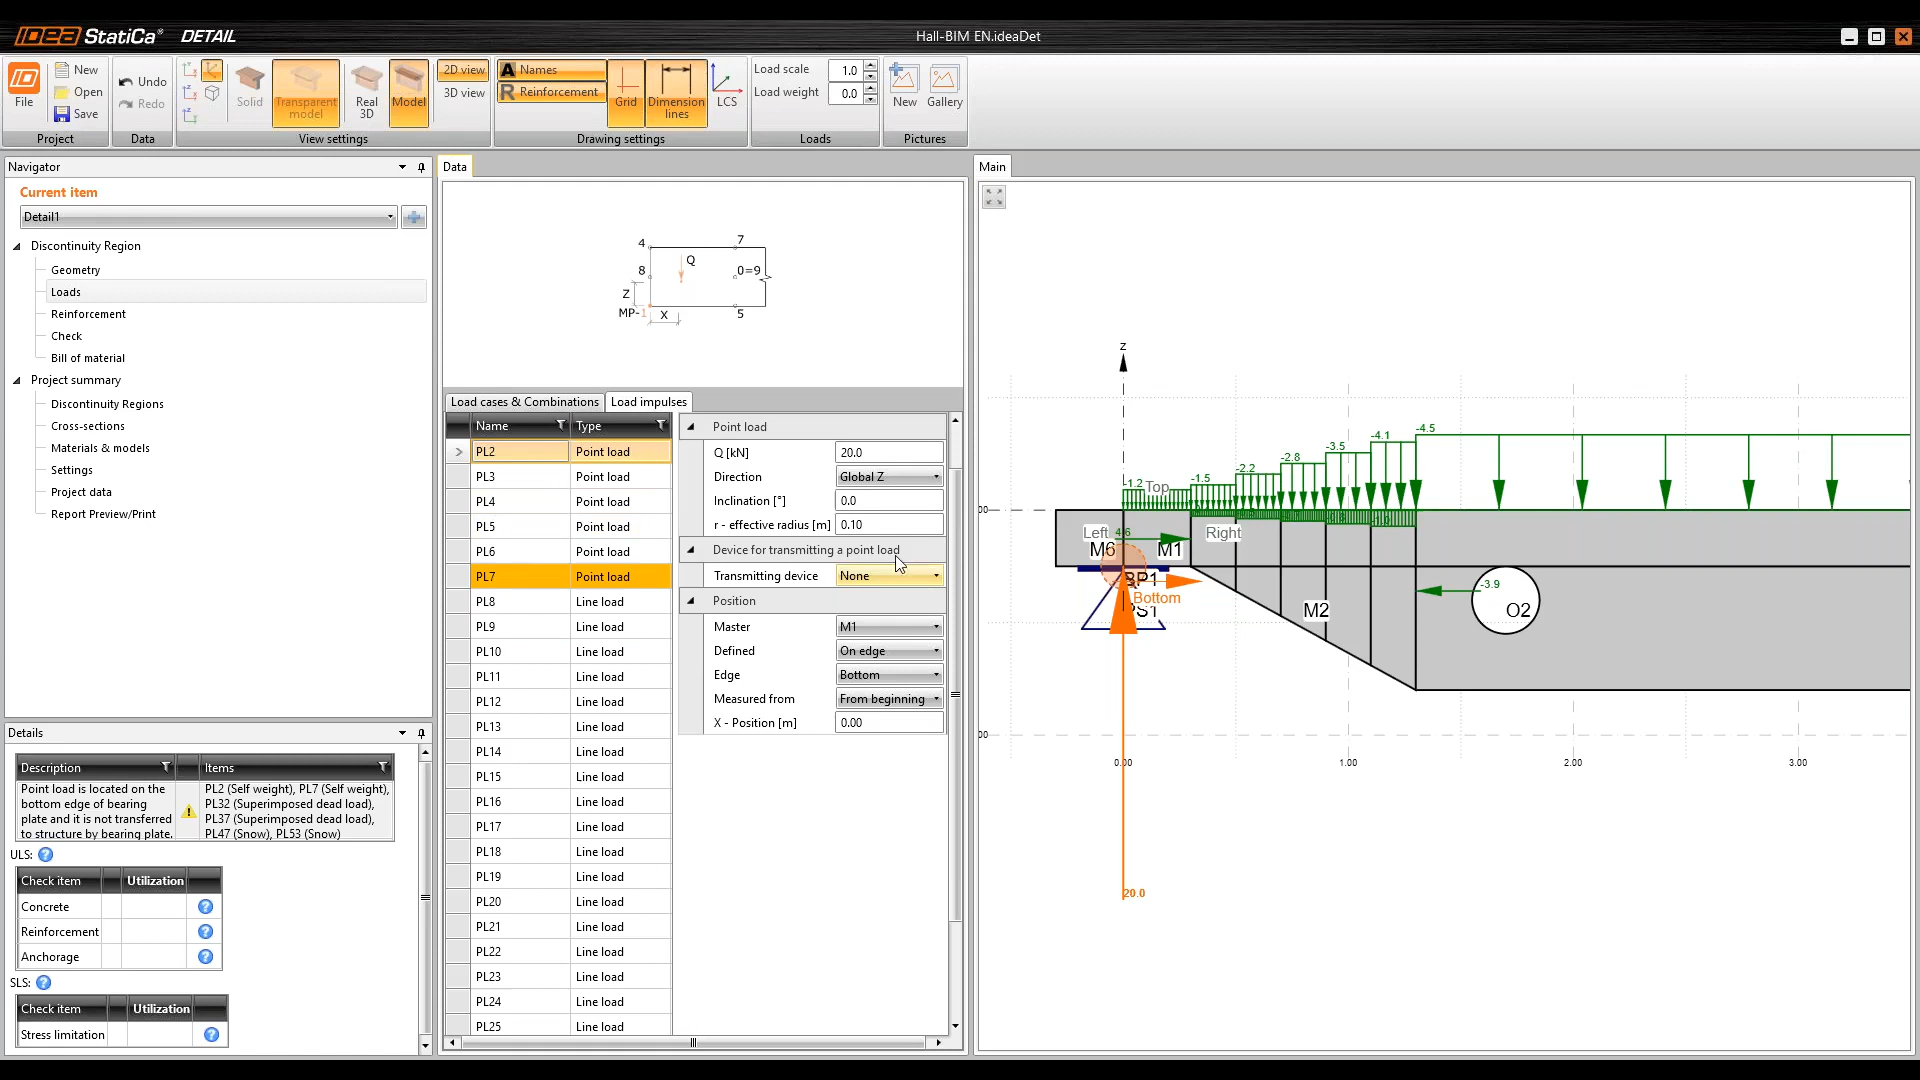 IDEA StatiCa® DETAIL
Hall-BIM EN.ideaDet
File
New
Open
Save
Project
Undo
Redo
Data
Solid
Transparent model
Real 3D
Model
2D view
3D view
View settings
Names
Reinforcement
Grid
Dimension lines
LCS
Drawing settings
Load scale 1.0
Load weight 0.0
Loads
New
Gallery
Pictures
Navigator
Current item
Detail1
Discontinuity Region
Geometry
Loads
Reinforcement
Check
Bill of material
Project summary
Discontinuity Regions
Cross-sections
Materials & models
Settings
Project data
Report Preview/Print
Details
Description Items
Point load is located on the bottom edge of bearing plate and it is not transferred to structure by bearing plate.
PL2 (Self weight), PL7 (Self weight), PL32 (Superimposed dead load), PL37 (Superimposed dead load), PL47 (Snow), PL53 (Snow)
ULS:
Check item Utilization
Concrete
Reinforcement
Anchorage
SLS:
Check item Utilization
Stress limitation
Data
4 7
Q
8 0=9
Z
MP-1 X 5
Load cases & Combinations Load impulses
Name Type
PL2 Point load
PL3 Point load
PL4 Point load
PL5 Point load
PL6 Point load
PL7 Point load
PL8 Line load
PL9 Line load
PL10 Line load
PL11 Line load
PL12 Line load
PL13 Line load
PL14 Line load
PL15 Line load
PL16 Line load
PL17 Line load
PL18 Line load
PL19 Line load
PL20 Line load
PL21 Line load
PL22 Line load
PL23 Line load
PL24 Line load
PL25 Line load
Point load
Q [kN] 20.0
Direction Global Z
Inclination [°] 0.0
r - effective radius [m] 0.10
Device for transmitting a point load
Transmitting device None
Position
Master M1
Defined On edge
Edge Bottom
Measured from From beginning
X - Position [m] 0.00
Main
z
-1.2 Top -1.5 -2.2 -2.8 -3.5 -4.1 -4.5
Left 4.6 Right
M6 M1
BP1
Bottom
PS1
M2
-3.9
O2
0.00 1.00 2.00 3.00
20.0